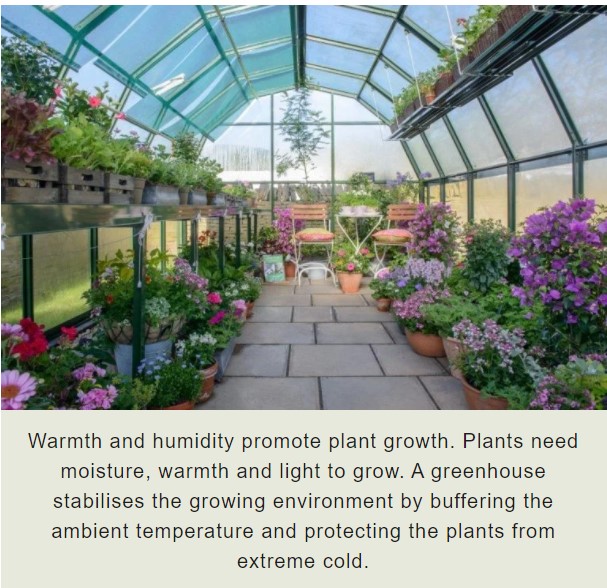 Warmth and humidity promote plant growth. Plants need
moisture, warmth and light to grow. A greenhouse
stabilises the growing environment by buffering the
ambient temperature and protecting the plants from
extreme cold.